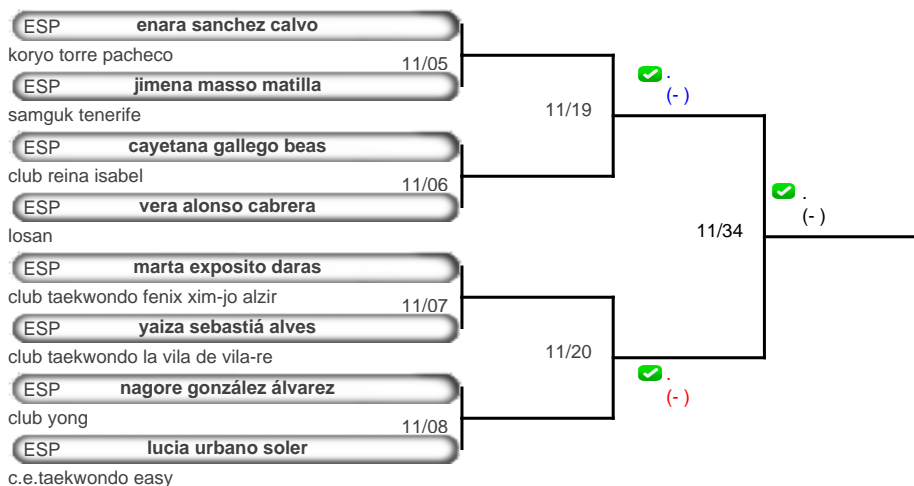 ESP enara sanchez calvo
koryo torre pacheco
11/05
ESP jimena masso matilla
samguk tenerife
11/19
.
(- )
ESP cayetana gallego beas
club reina isabel
11/06
ESP vera alonso cabrera
losan
11/34
.
(- )
ESP marta exposito daras
club taekwondo fenix xim-jo alzir
11/07
ESP yaiza sebastiá alves
club taekwondo la vila de vila-re
11/20
.
(- )
ESP nagore gonzález álvarez
club yong
11/08
ESP lucia urbano soler
c.e.taekwondo easy